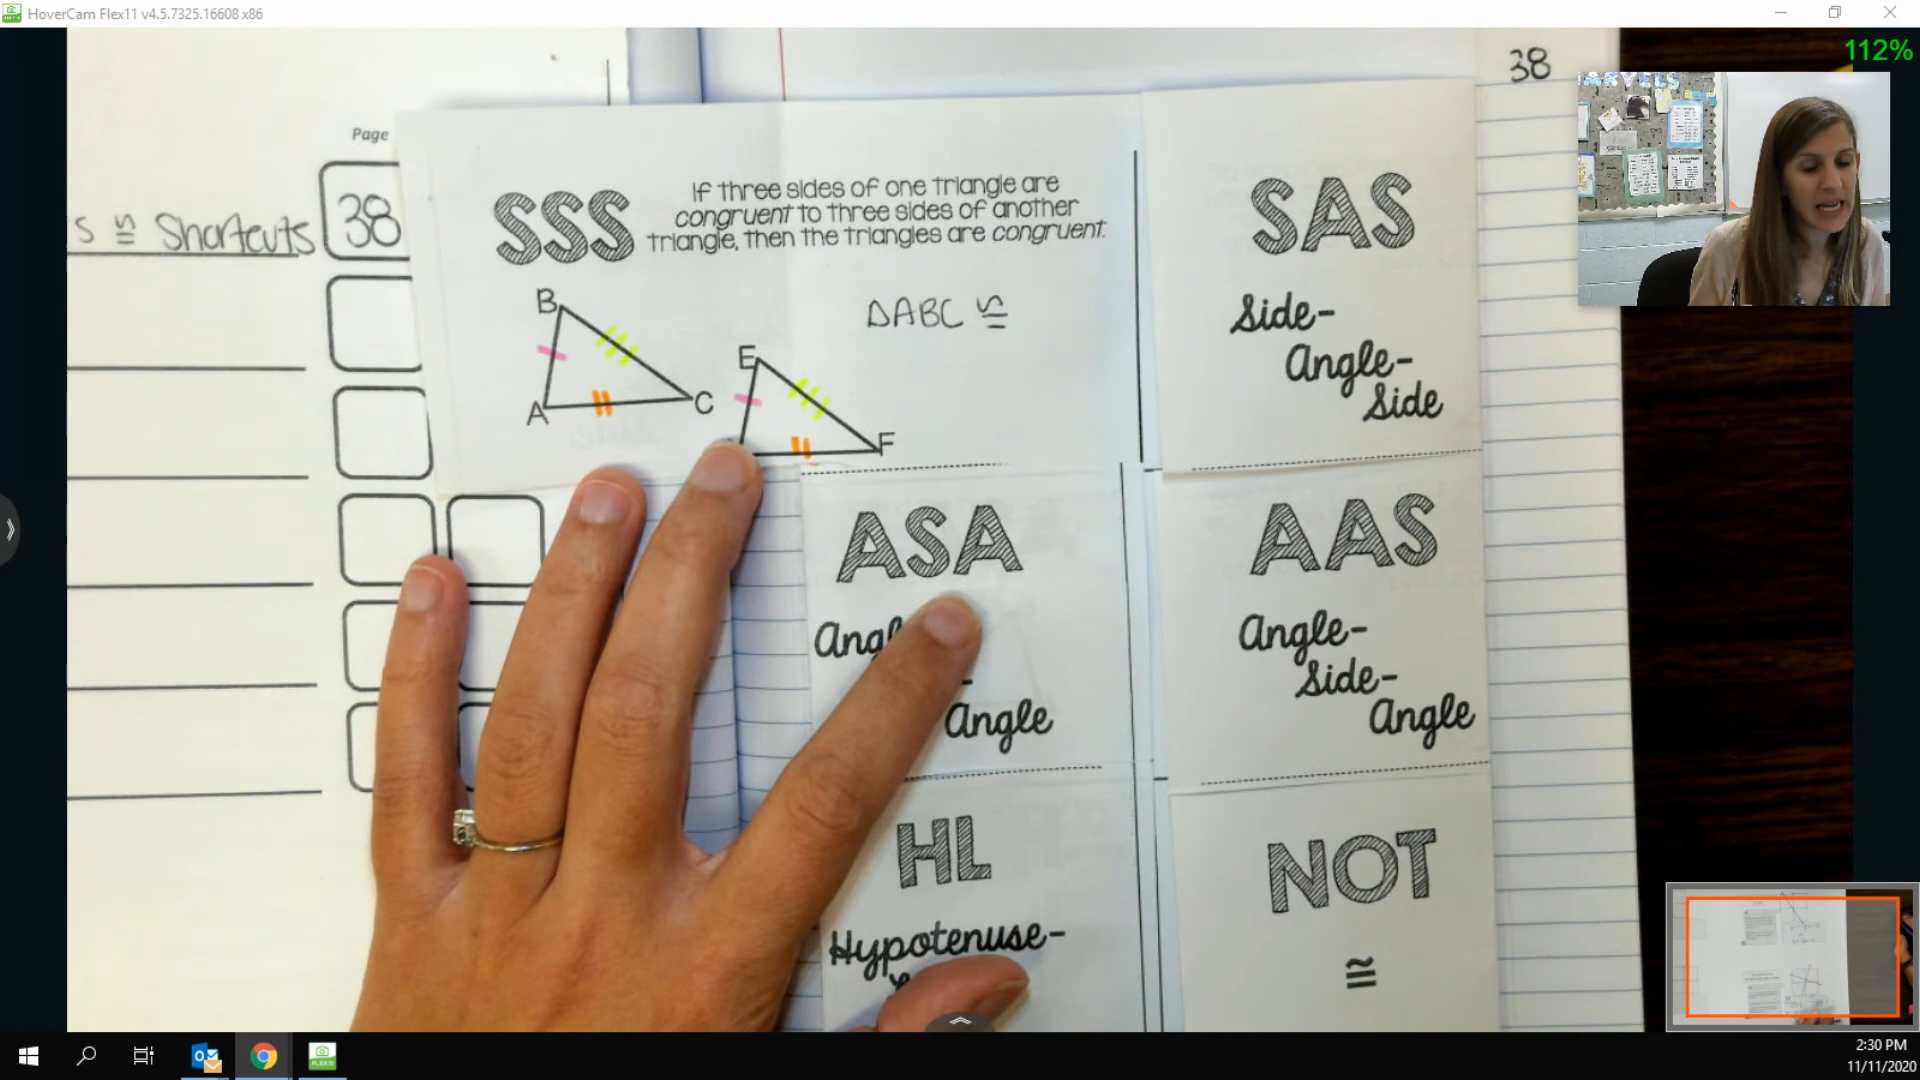 HoverCam Flex11 v4.5.7325.16608 x86
112%
38
Page
s ≅ Shortcuts
38
SSS
If three sides of one triangle are
congruent to three sides of another
triangle, then the triangles are congruent.
B
A
C
E
F
△ABC ≅
SAS
Side-
Angle-
Side
ASA
Angle
AAS
Angle-
Side-
Angle
HL
Hypotenuse-
NOT
≅
2:30 PM
11/11/2020